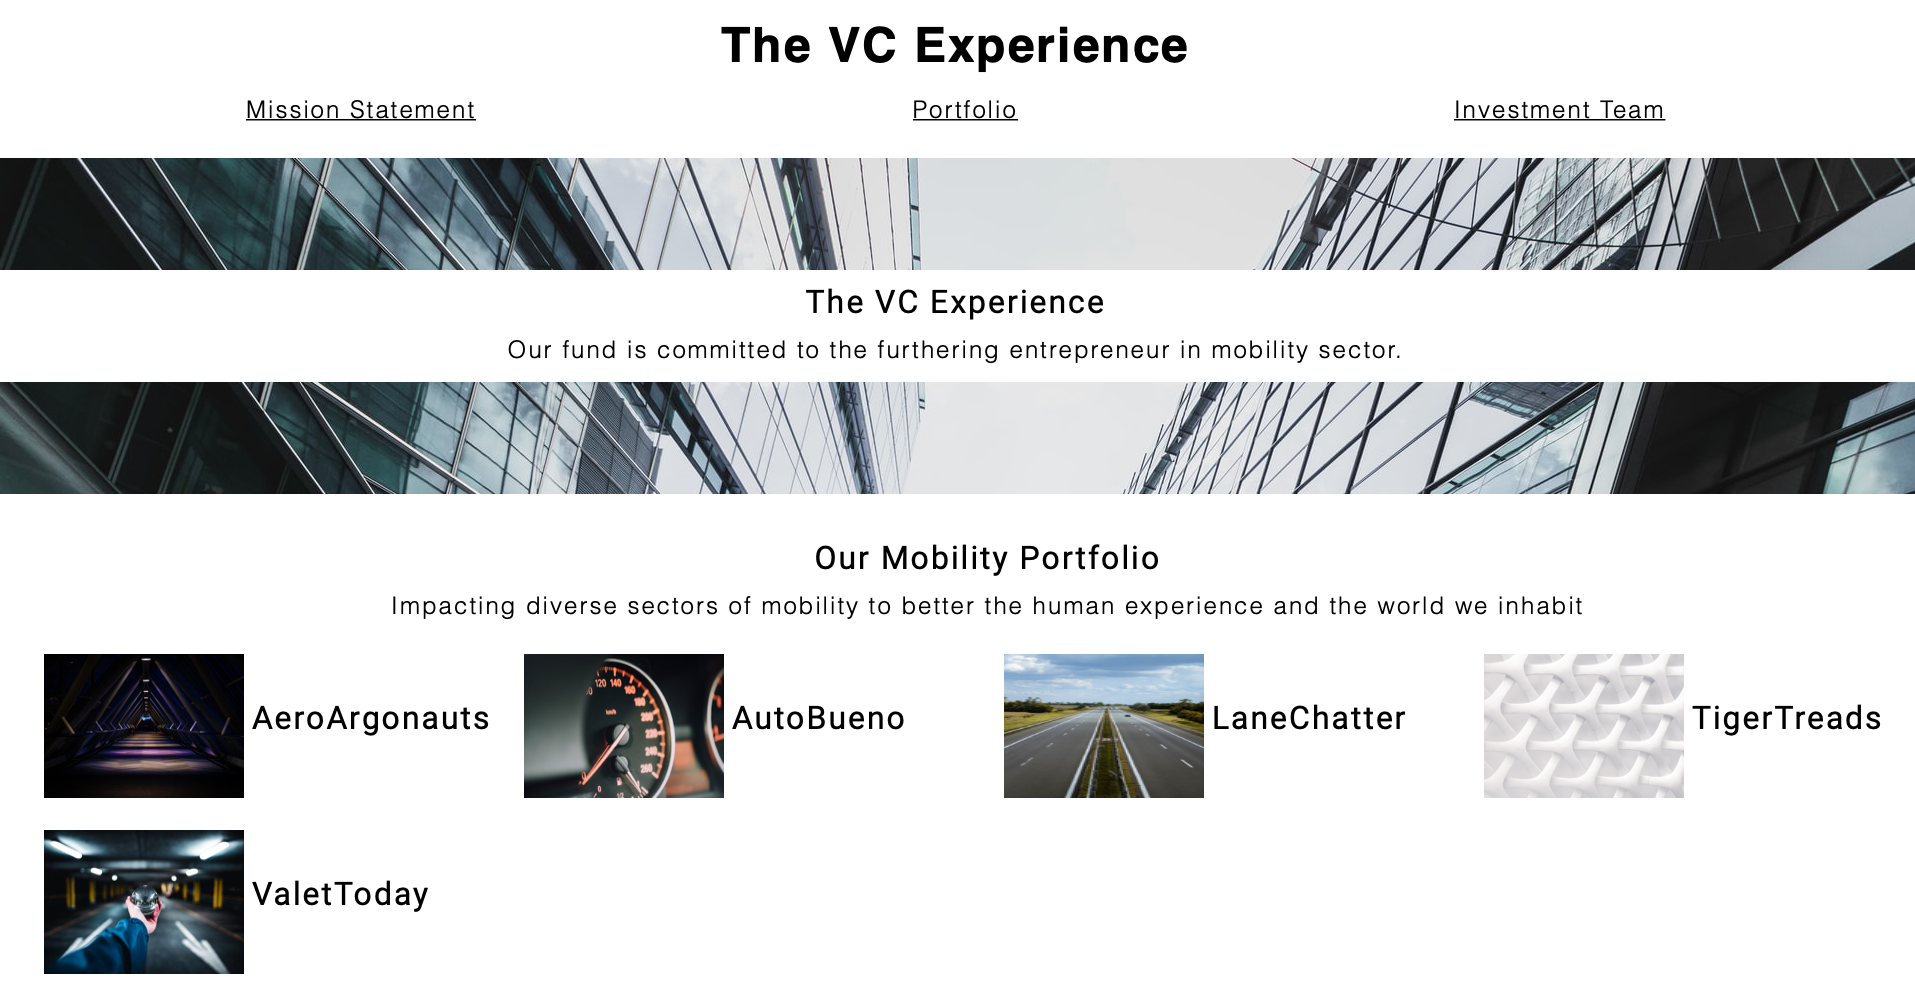 The VC Experience
Mission Statement
Portfolio
Investment Team
The VC Experience
Our fund is committed to the furthering entrepreneur in mobility sector.
Our Mobility Portfolio
Impacting diverse sectors of mobility to better the human experience and the world we inhabit
AeroArgonauts
AutoBueno
LaneChatter
TigerTreads
ValetToday